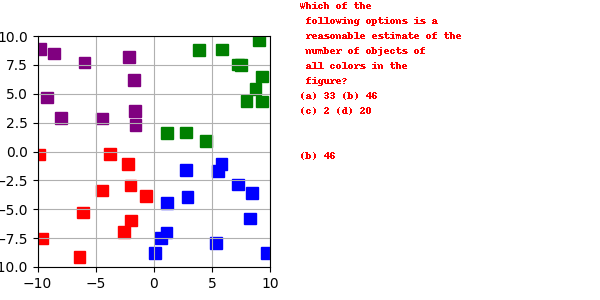 Which of the
following options is a
reasonable estimate of the
number of objects of
all colors in the
figure?
(a) 33 (b) 46
(c) 2 (d) 20
(b) 46
10.0
7.5
5.0
2.5
0.0
−2.5
−5.0
−7.5
10.0
−10
−5
0
5
10